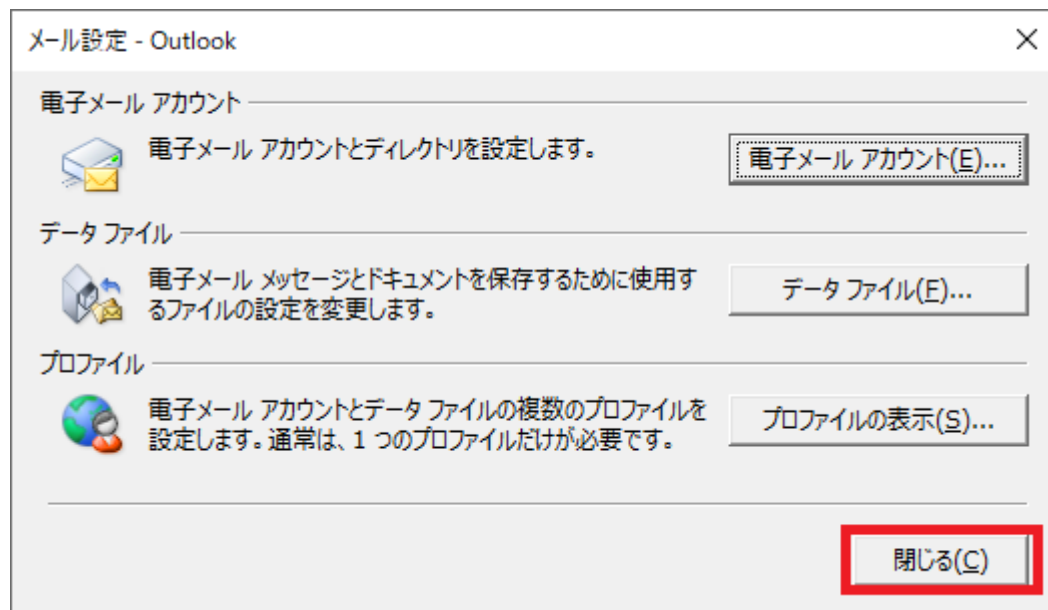 メール設定 - Outlook
電子メール アカウント
電子メール アカウントとディレクトリを設定します。
電子メール アカウント(E)...
データ ファイル
電子メール メッセージとドキュメントを保存するために使用す
るファイルの設定を変更します。
データ ファイル(F)...
プロファイル
電子メール アカウントとデータ ファイルの複数のプロファイルを
設定します。通常は、1 つのプロファイルだけが必要です。
プロファイルの表示(S)...
閉じる(C)